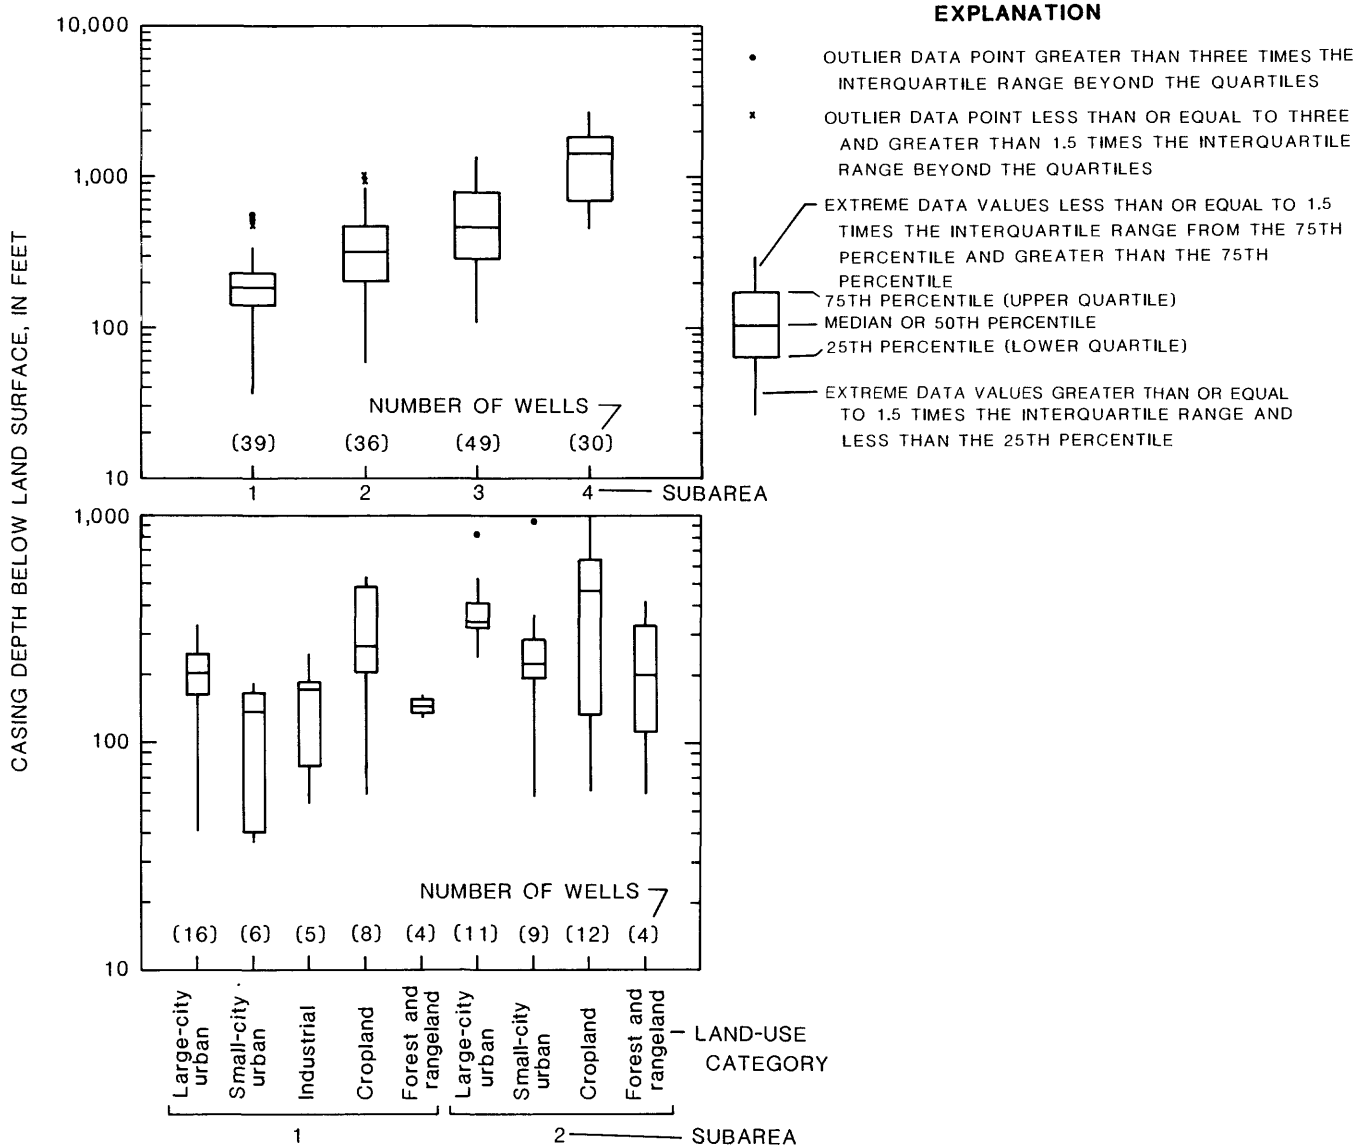 EXPLANATION
OUTLIER DATA POINT GREATER THAN THREE TIMES THE
INTERQUARTILE RANGE BEYOND THE QUARTILES
OUTLIER DATA POINT LESS THAN OR EQUAL TO THREE
AND GREATER THAN 1.5 TIMES THE INTERQUARTILE
RANGE BEYOND THE QUARTILES
EXTREME DATA VALUES LESS THAN OR EQUAL TO 1.5
TIMES THE INTERQUARTILE RANGE FROM THE 75TH
PERCENTILE AND GREATER THAN THE 75TH
PERCENTILE
75TH PERCENTILE (UPPER QUARTILE)
MEDIAN OR 50TH PERCENTILE
25TH PERCENTILE (LOWER QUARTILE)
EXTREME DATA VALUES GREATER THAN OR EQUAL
TO 1.5 TIMES THE INTERQUARTILE RANGE AND
LESS THAN THE 25TH PERCENTILE
CASING DEPTH BELOW LAND SURFACE, IN FEET
10,000
1,000
100
10
NUMBER OF WELLS
(39) (36) (49) (30)
1 2 3 4 SUBAREA
1,000
100
10
NUMBER OF WELLS
(16) (6) (5) (8) (4) (11) (9) (12) (4)
Large-city
urban
Small-city
urban
Industrial
Cropland
Forest and
rangeland
Large-city
urban
Small-city
urban
Cropland
Forest and
rangeland
LAND-USE
CATEGORY
1 2 SUBAREA